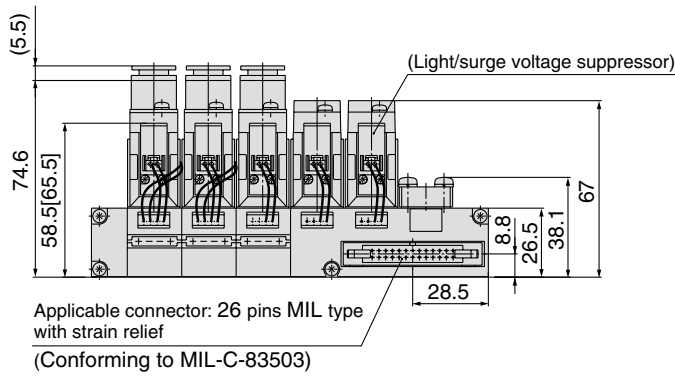 (5.5)
(Light/surge voltage suppressor)
74.6
58.5[65.5]
8.8
26.5
38.1
67
28.5
Applicable connector: 26 pins MIL type
with strain relief
(Conforming to MIL-C-83503)